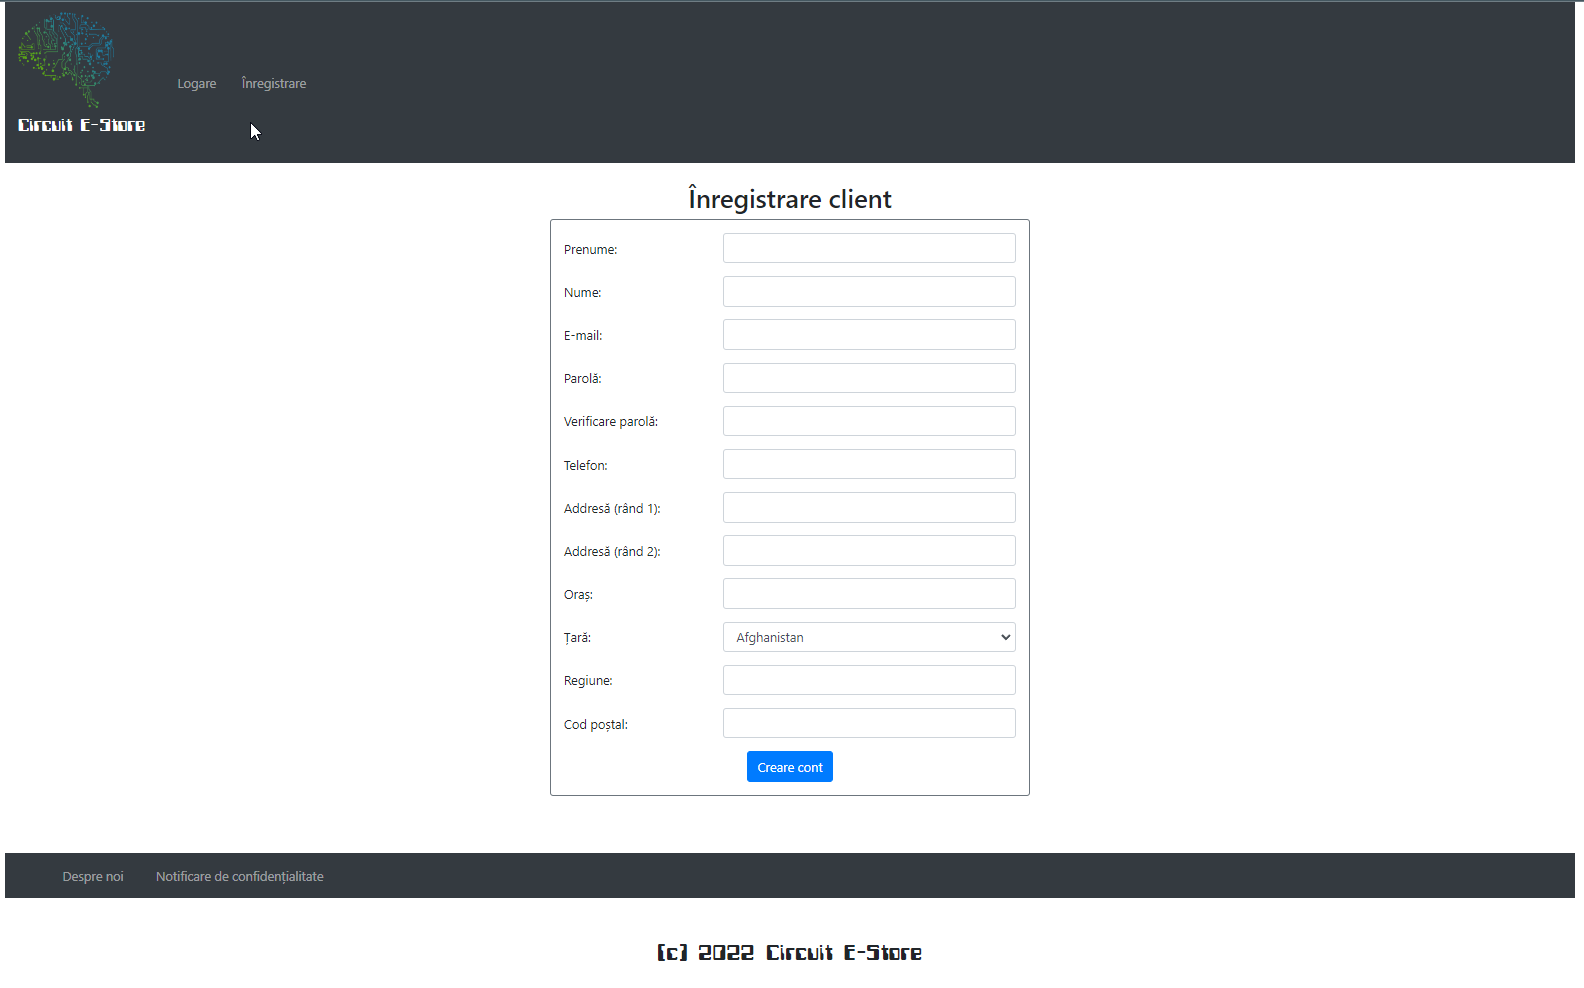 Logare Înregistrare
Circuit E-Store
Înregistrare client
Prenume:
Nume:
E-mail:
Parolă:
Verificare parolă:
Telefon:
Addresă (rând 1):
Addresă (rând 2):
Oraș:
Țară: Afghanistan
Regiune:
Cod poștal:
Creare cont
Despre noi Notificare de confidențialitate
(c) 2022 Circuit E-Store